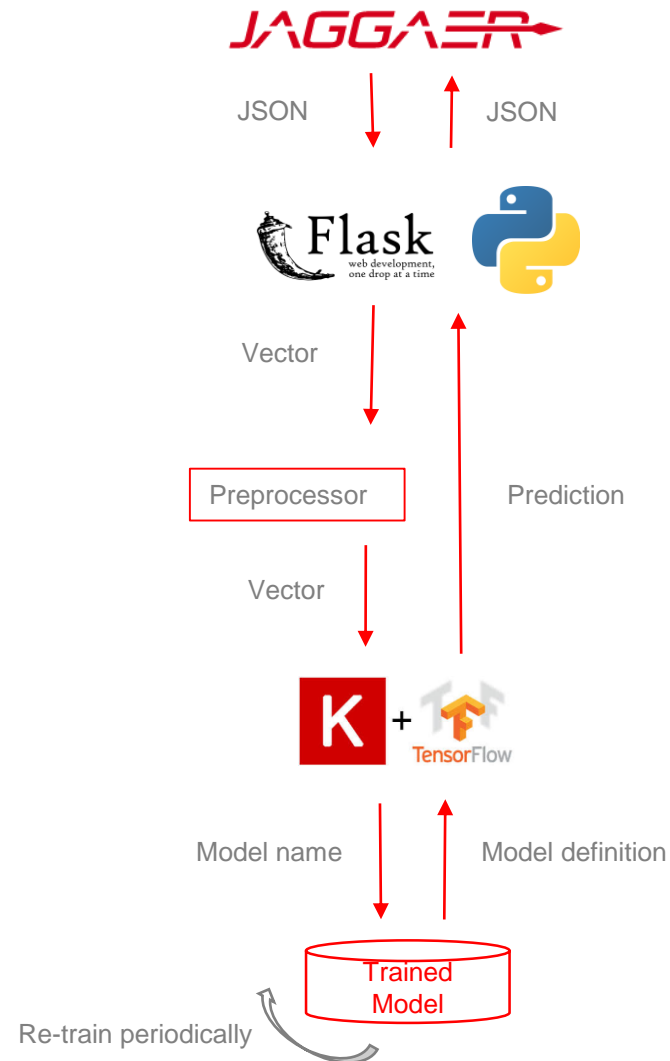 JAGGAER
JSON
JSON
Flask
web development,
one drop at a time
Vector
Preprocessor
Prediction
Vector
K
+
TF
TensorFlow
Model name
Model definition
Trained
Model
Re-train periodically